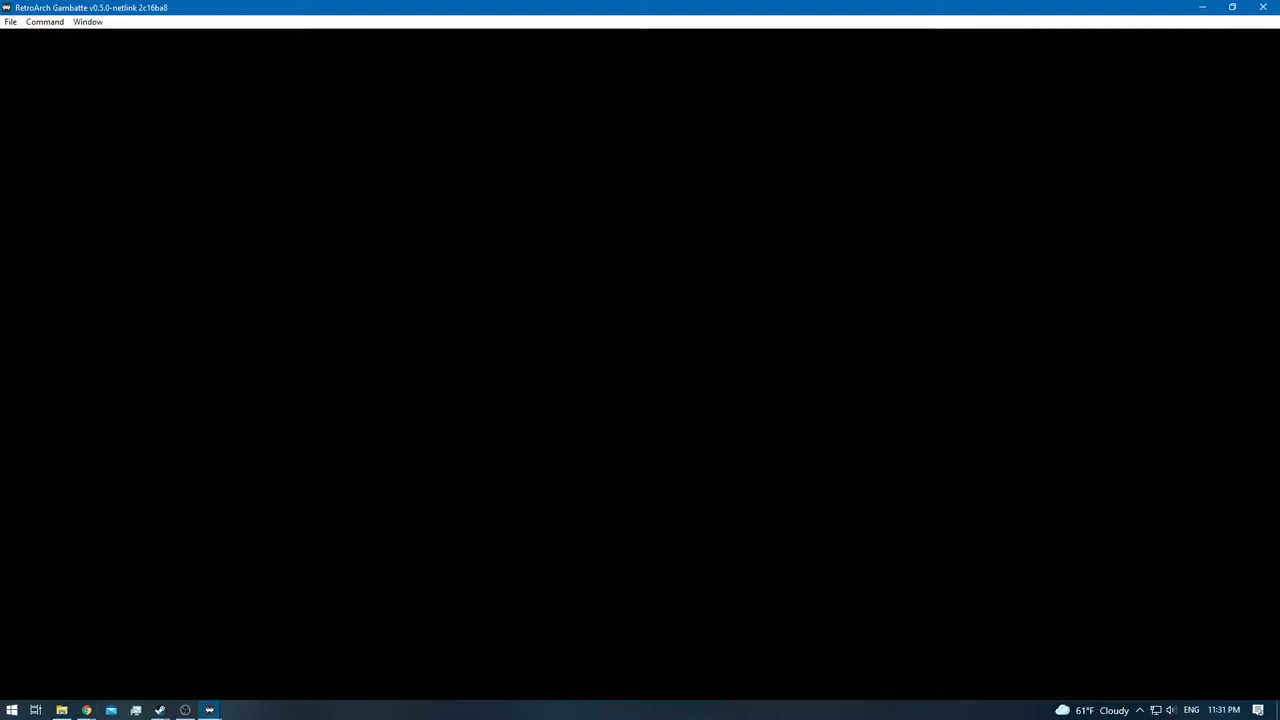 RetroArch Gambatte v0.5.0-netlink 2c16ba8
File Command Window
61°F Cloudy ENG 11:31 PM